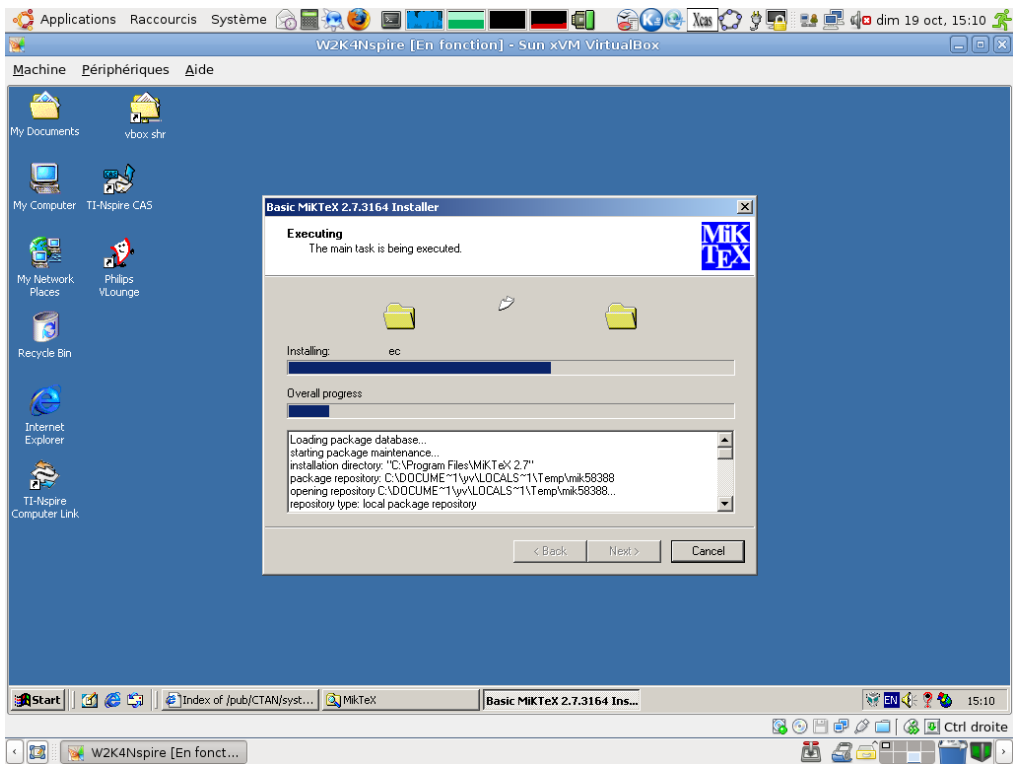 Applications Raccourcis Système Xcas dim 19 oct, 15:10
W2K4Nspire [En fonction] - Sun xVM VirtualBox
Machine Périphériques Aide
My Documents
vbox shr
My Computer
TI-Nspire CAS
My Network
Places
Philips
VLounge
Recycle Bin
Internet
Explorer
TI-Nspire
Computer Link
Basic MiKTeX 2.7.3164 Installer
Executing
The main task is being executed.
MiK
TEX
Installing: ec
Overall progress
Loading package database...
starting package maintenance...
installation directory: "C:\Program Files\MiKTeX 2.7"
package repository: C:\DOCUME~1\yv\LOCALS~1\Temp\mik58388
opening repository C:\DOCUME~1\yv\LOCALS~1\Temp\mik58388...
repository type: local package repository
< Back Next > Cancel
Start Index of /pub/CTAN/syst... MikTeX Basic MiKTeX 2.7.3164 Ins... EN 15:10
Ctrl droite
W2K4Nspire [En fonct...